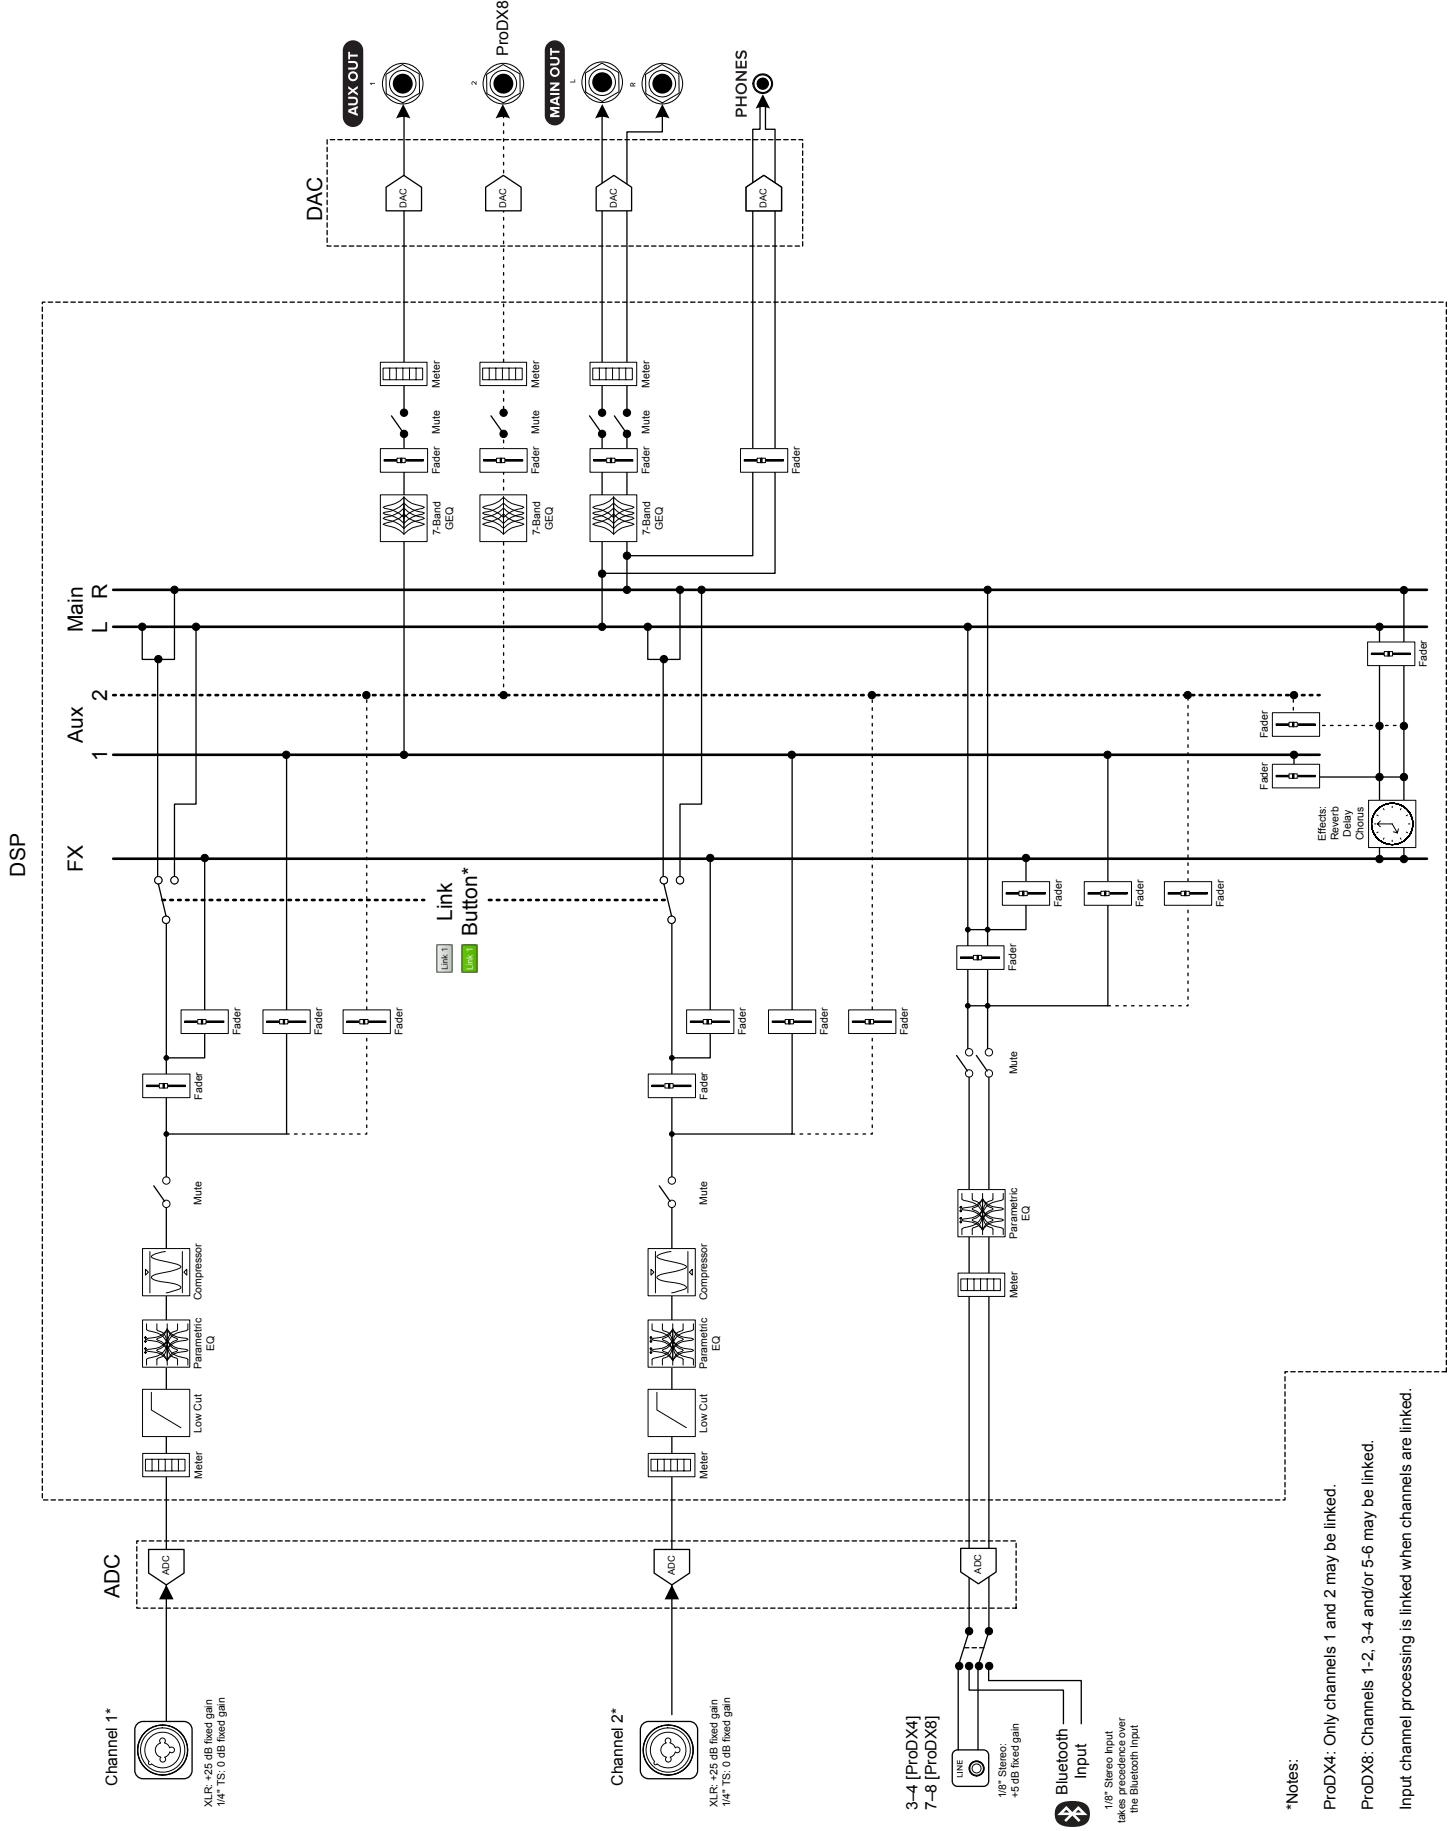 Channel 1*
XLR: +25 dB fixed gain
1/4" TS: 0 dB fixed gain
ADC
ADC
DSP
Meter
Low Cut
Parametric
EQ
Compressor
Mute
Fader
Fader
Fader
Fader
Link 1
Link 1
Link
Button*
FX
Aux
1
2
Main
L
R
Channel 2*
XLR: +25 dB fixed gain
1/4" TS: 0 dB fixed gain
ADC
Meter
Low Cut
Parametric
EQ
Compressor
Mute
Fader
Fader
Fader
Fader
3–4 [ProDX4]
7–8 [ProDX8]
LINE
1/8" Stereo:
+5 dB fixed gain
Bluetooth
Input
1/8" Stereo Input
takes precedence over
the Bluetooth Input
ADC
Meter
Parametric
EQ
Mute
Fader
Fader
Fader
Fader
Effects:
Reverb
Delay
Chorus
Fader
Fader
Fader
7-Band
GEQ
Fader
Mute
Meter
7-Band
GEQ
Fader
Mute
Meter
7-Band
GEQ
Fader
Mute
Meter
Fader
DAC
DAC
DAC
DAC
DAC
AUX OUT
1
2
ProDX8
MAIN OUT
L
R
PHONES
*Notes:
ProDX4: Only channels 1 and 2 may be linked.
ProDX8: Channels 1-2, 3-4 and/or 5-6 may be linked.
Input channel processing is linked when channels are linked.